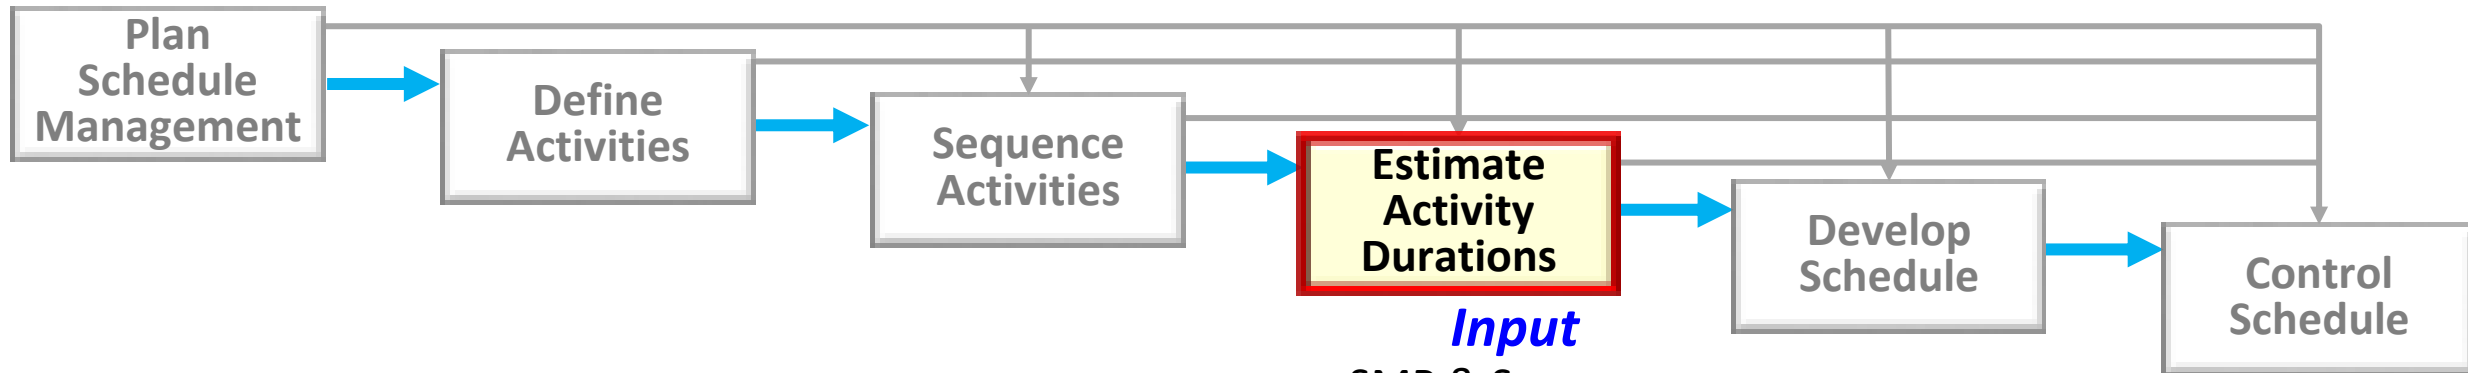 Plan
Schedule
Management
Define
Activities
Sequence
Activities
Estimate
Activity
Durations
Develop
Schedule
Control
Schedule
Input